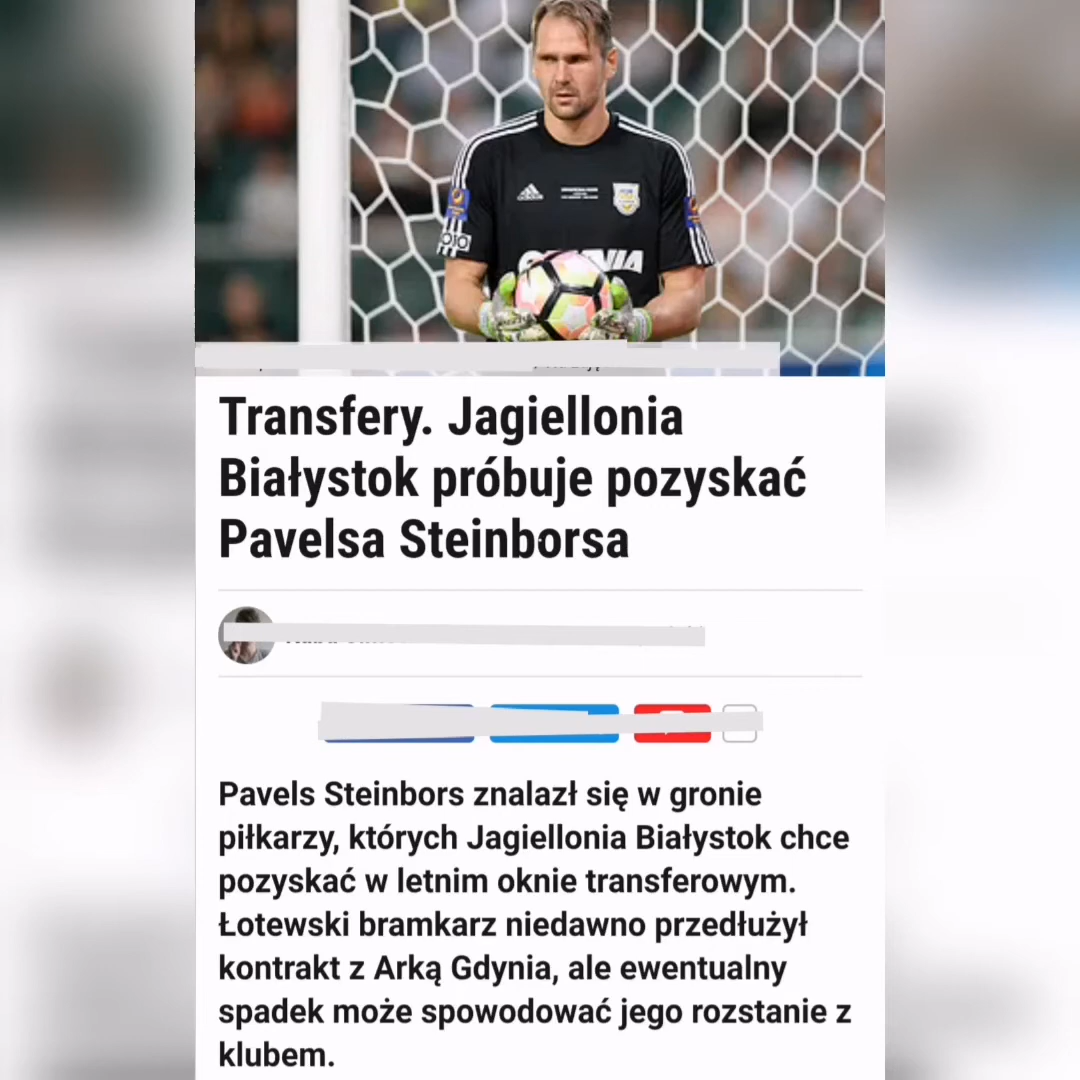 adidas
Transfery. Jagiellonia
Białystok próbuje pozyskać
Pavelsa Steinborsa
Pavels Steinbors znalazł się w gronie
piłkarzy, których Jagiellonia Białystok chce
pozyskać w letnim oknie transferowym.
Łotewski bramkarz niedawno przedłużył
kontrakt z Arką Gdynia, ale ewentualny
spadek może spowodować jego rozstanie z
klubem.